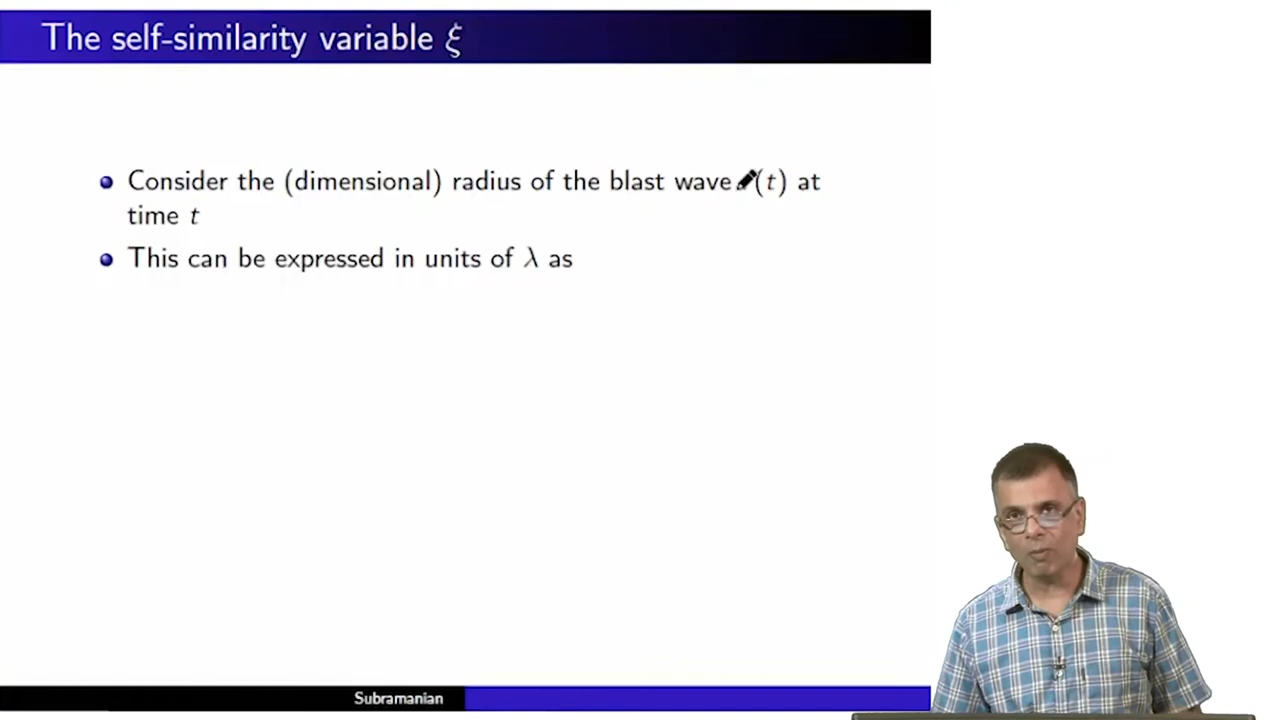 The self-similarity variable ξ
Consider the (dimensional) radius of the blast wave (t) at
time t
This can be expressed in units of λ as
Subramanian